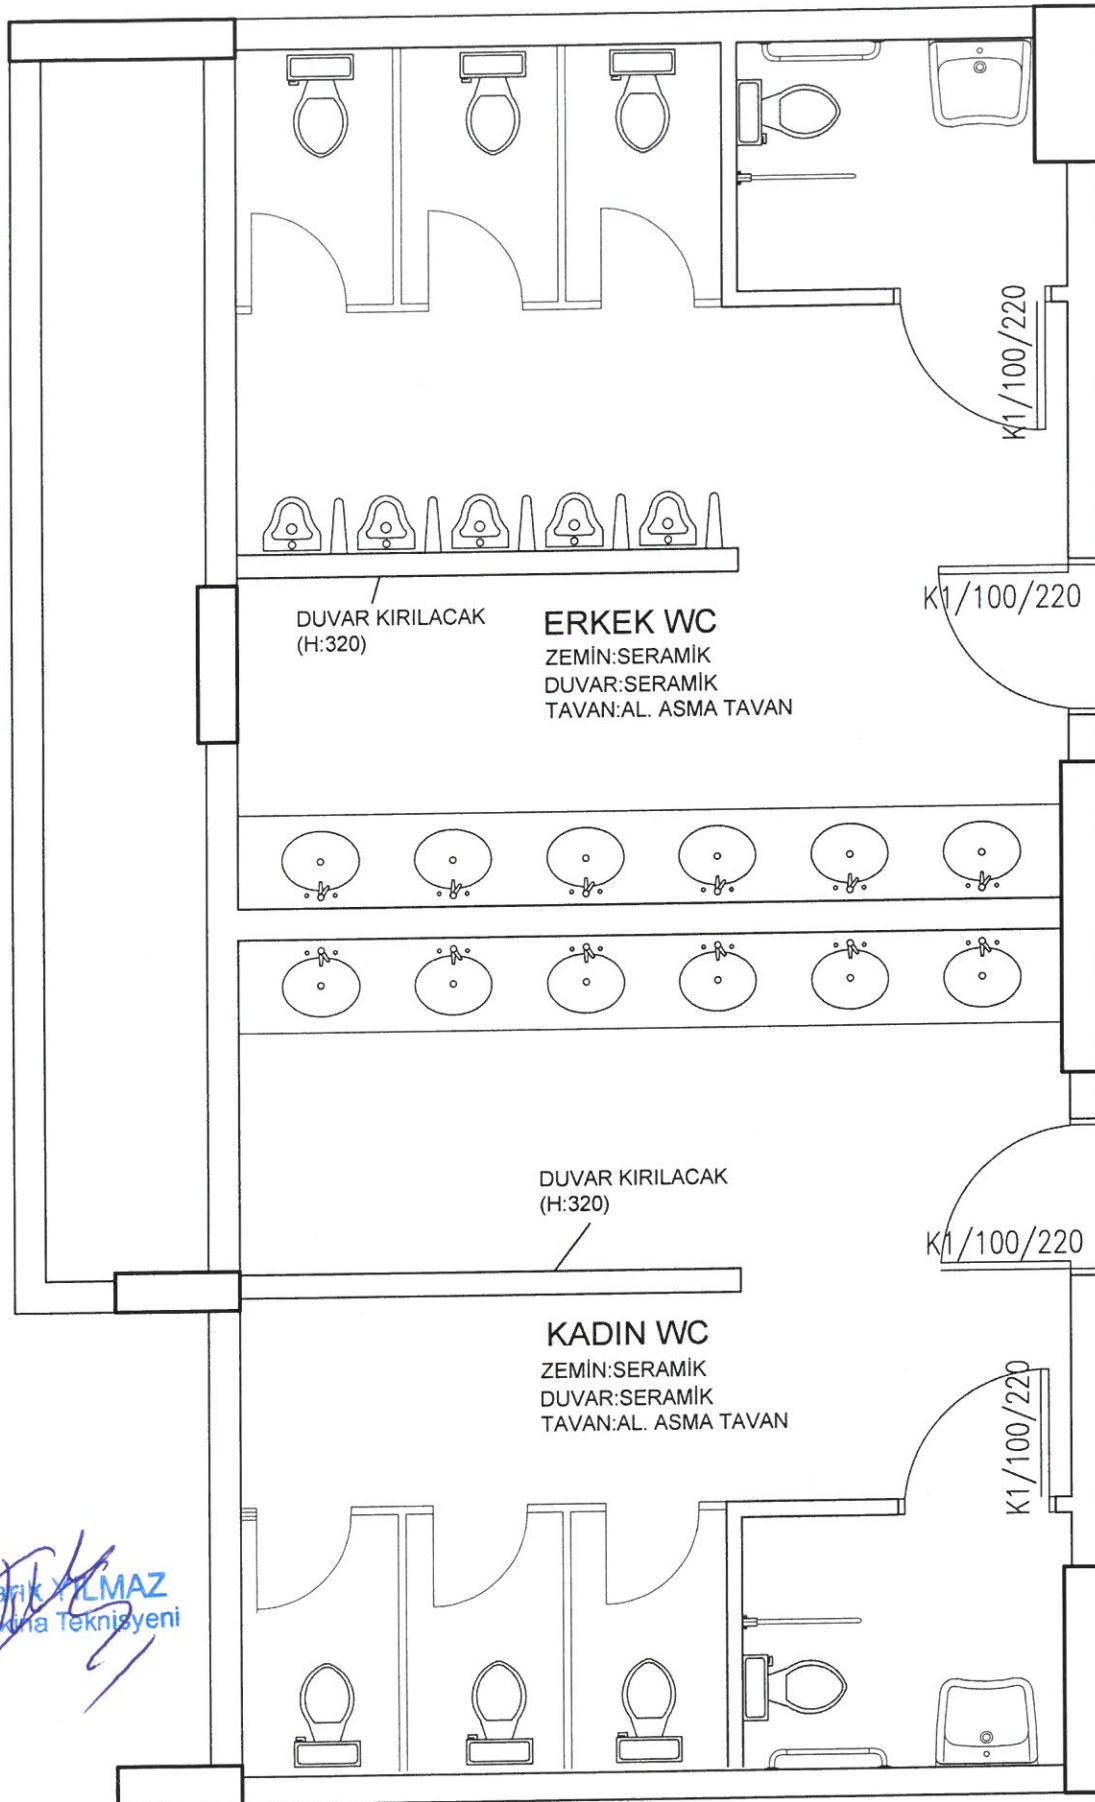 K1/100/220
DUVAR KIRILACAK
(H:320)
ERKEK WC
ZEMİN:SERAMİK
DUVAR:SERAMİK
TAVAN:AL. ASMA TAVAN
K1/100/220
DUVAR KIRILACAK
(H:320)
K1/100/220
KADIN WC
ZEMİN:SERAMİK
DUVAR:SERAMİK
TAVAN:AL. ASMA TAVAN
K1/100/220
YILMAZ
Teknisyeni